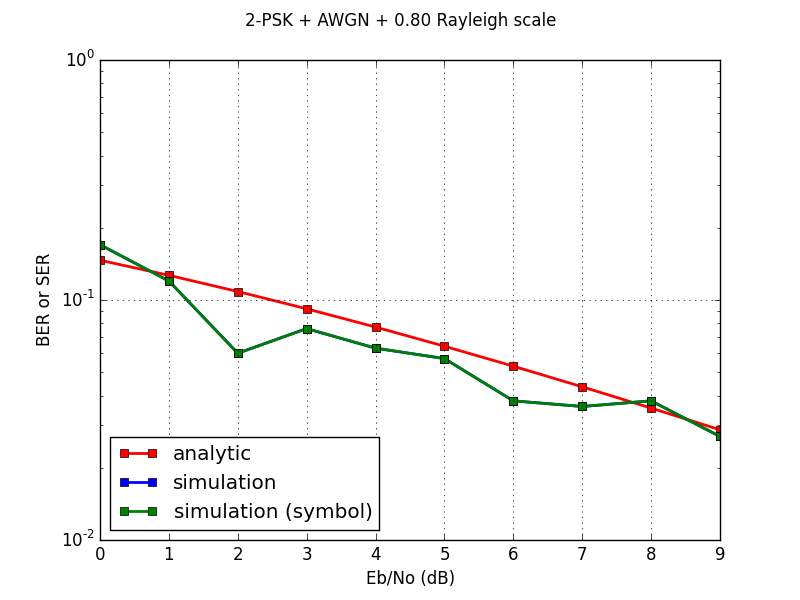 2-PSK + AWGN + 0.80 Rayleigh scale
10^0
10^-1
10^-2
BER or SER
analytic
simulation
simulation (symbol)
0 1 2 3 4 5 6 7 8 9
Eb/No (dB)